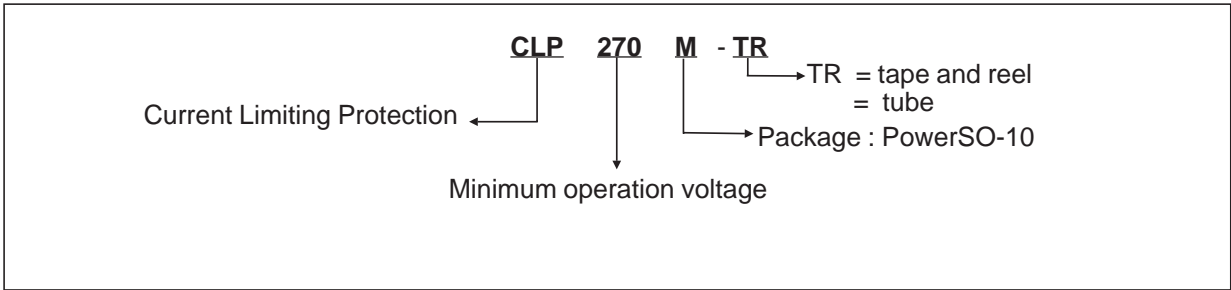 CLP 270 M - TR
TR = tape and reel
= tube
Current Limiting Protection
Package : PowerSO-10
Minimum operation voltage